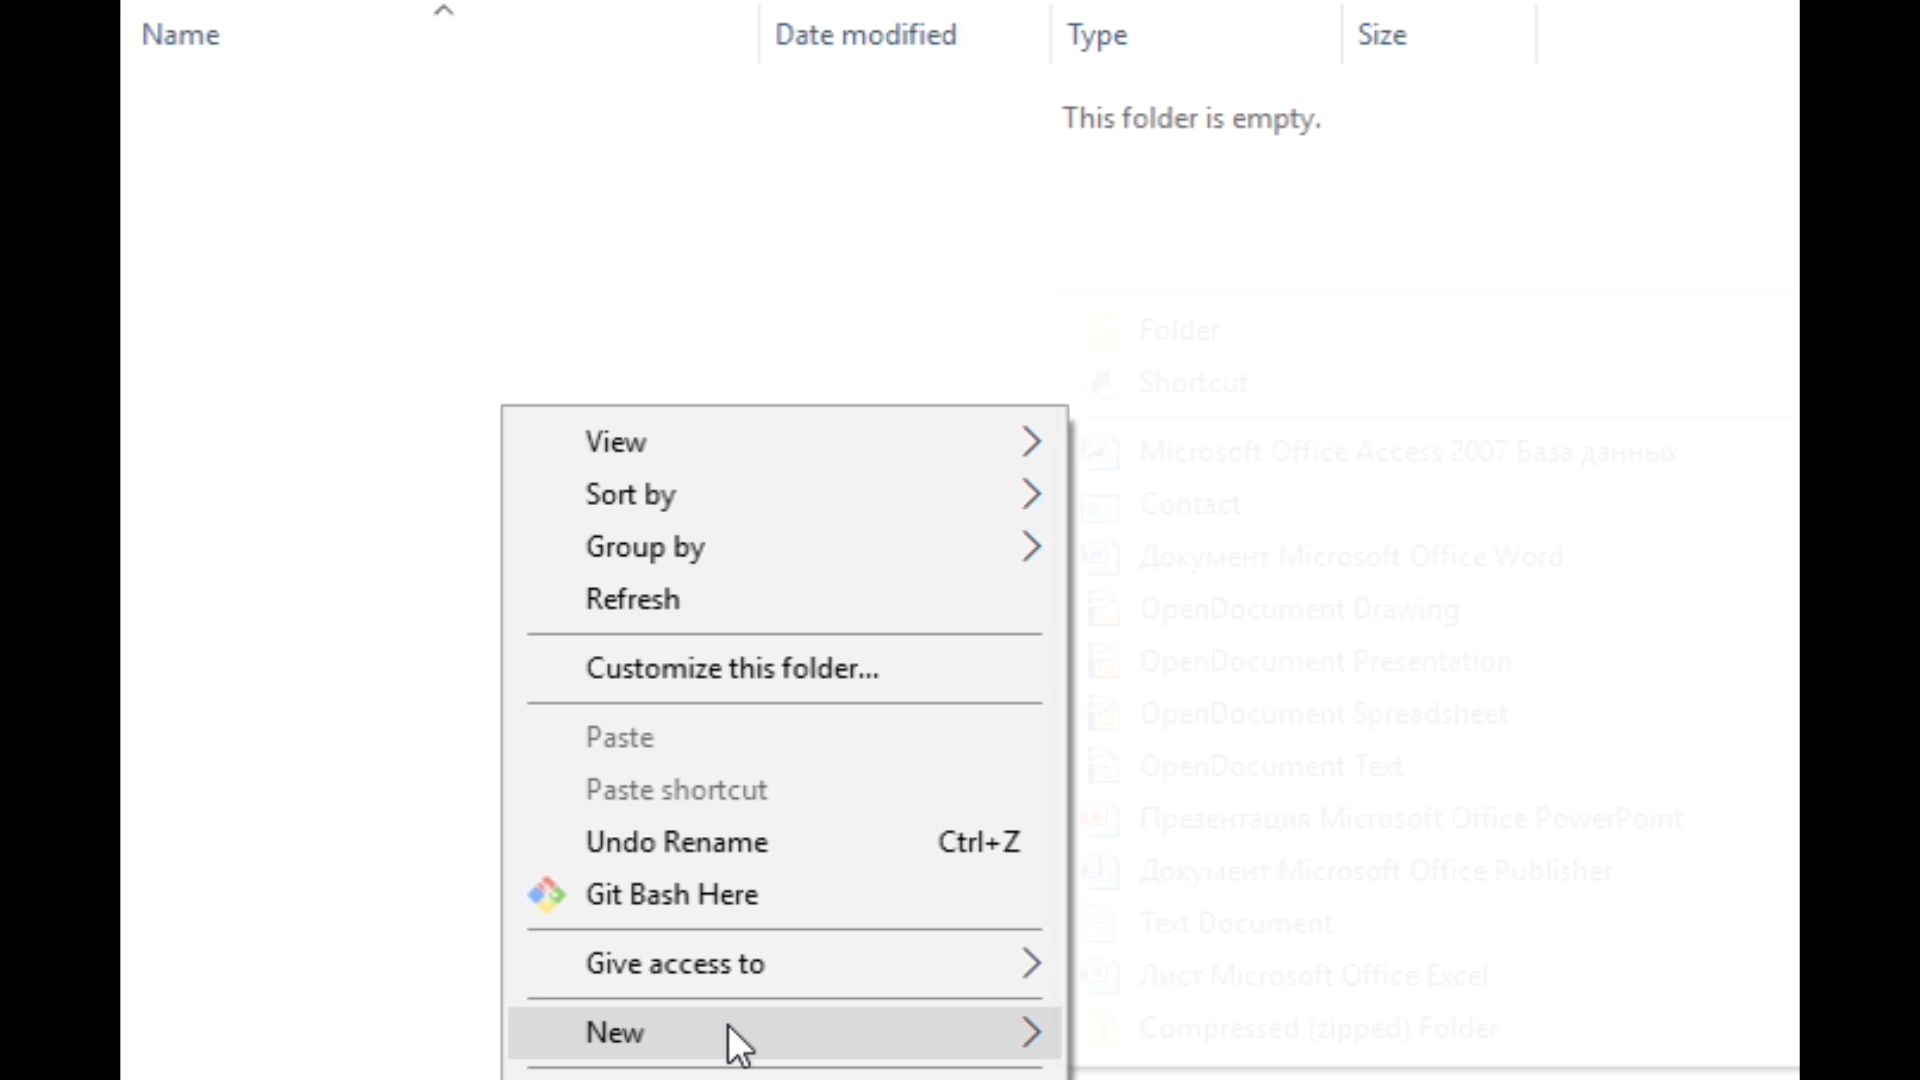 Name
Date modified
Type
Size
This folder is empty.
View
Sort by
Group by
Refresh
Customize this folder...
Paste
Paste shortcut
Undo Rename Ctrl+Z
Git Bash Here
Give access to
New
Folder
Shortcut
Microsoft Office Access 2007 База данных
Contact
Документ Microsoft Office Word
OpenDocument Drawing
OpenDocument Presentation
OpenDocument Spreadsheet
OpenDocument Text
Презентация Microsoft Office PowerPoint
Документ Microsoft Office Publisher
Text Document
Лист Microsoft Office Excel
Compressed (zipped) Folder